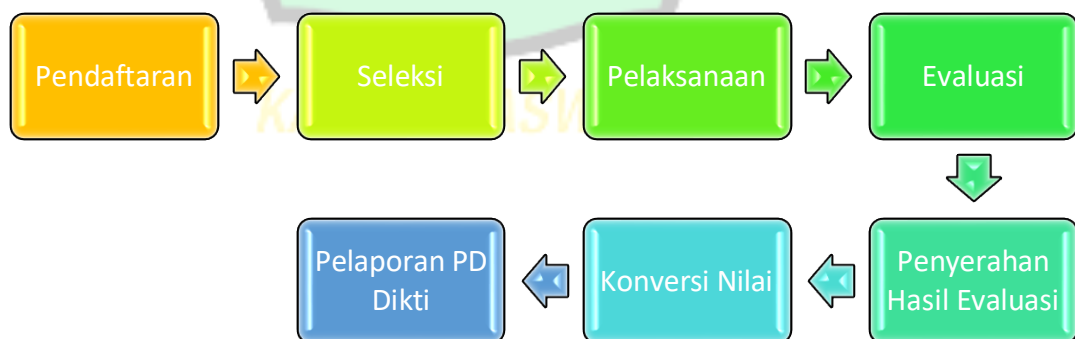 Pendaftaran
Seleksi
Pelaksanaan
Evaluasi
Penyerahan
Hasil Evaluasi
Konversi Nilai
Pelaporan PD
Dikti